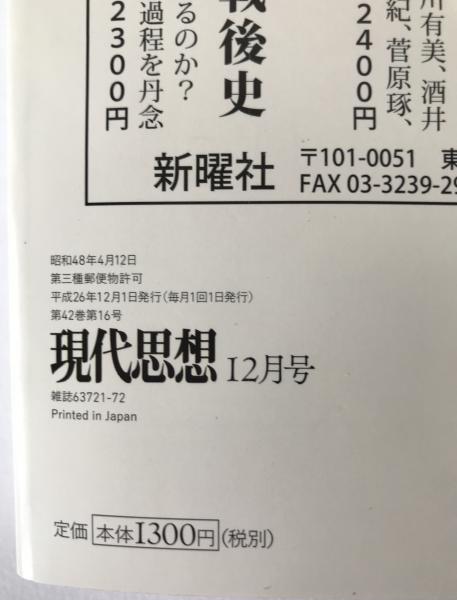 川有美、酒井
紀、菅原琢、
2400円
戦後史
るのか?
過程を丹念
2300円
新曜社
〒101-0051 東
FAX 03-3239-29
昭和48年4月12日
第三種郵便物許可
平成26年12月1日発行(毎月1回1日発行)
第42巻第16号
現代思想 12月号
雑誌63721-72
Printed in Japan
定価 本体1300円(税別)